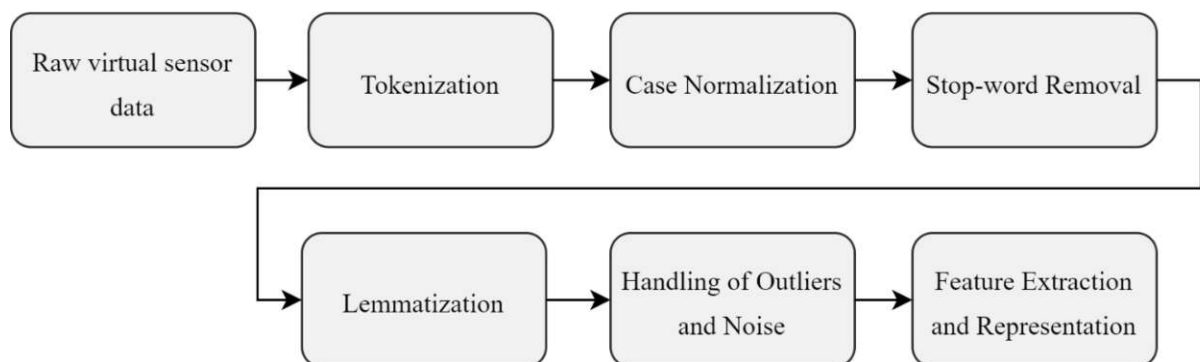 Raw virtual sensor
data
Tokenization
Case Normalization
Stop-word Removal
Lemmatization
Handling of Outliers
and Noise
Feature Extraction
and Representation